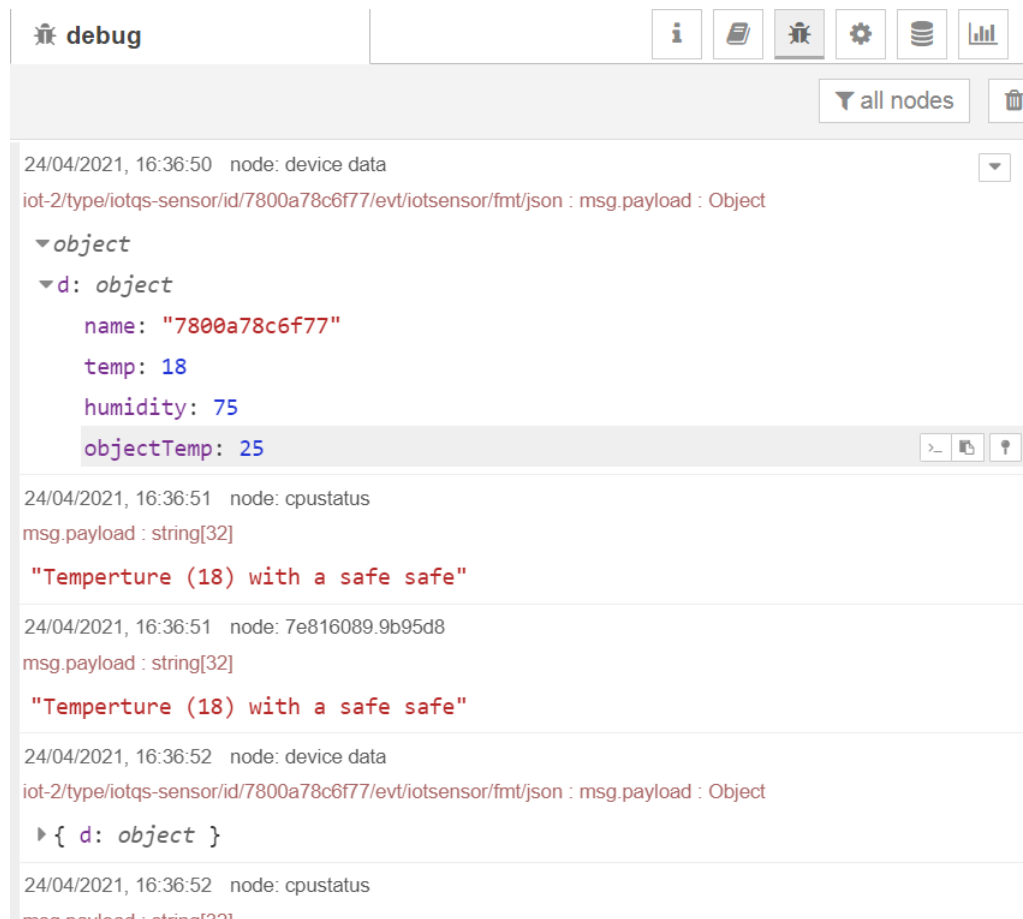 debug
i
all nodes
24/04/2021, 16:36:50 node: device data
iot-2/type/iotqs-sensor/id/7800a78c6f77/evt/iotsensor/fmt/json : msg.payload : Object
object
d: object
name: "7800a78c6f77"
temp: 18
humidity: 75
objectTemp: 25
24/04/2021, 16:36:51 node: cpustatus
msg.payload : string[32]
"Temperture (18) with a safe safe"
24/04/2021, 16:36:51 node: 7e816089.9b95d8
msg.payload : string[32]
"Temperture (18) with a safe safe"
24/04/2021, 16:36:52 node: device data
iot-2/type/iotqs-sensor/id/7800a78c6f77/evt/iotsensor/fmt/json : msg.payload : Object
{ d: object }
24/04/2021, 16:36:52 node: cpustatus
msg.payload : string[32]